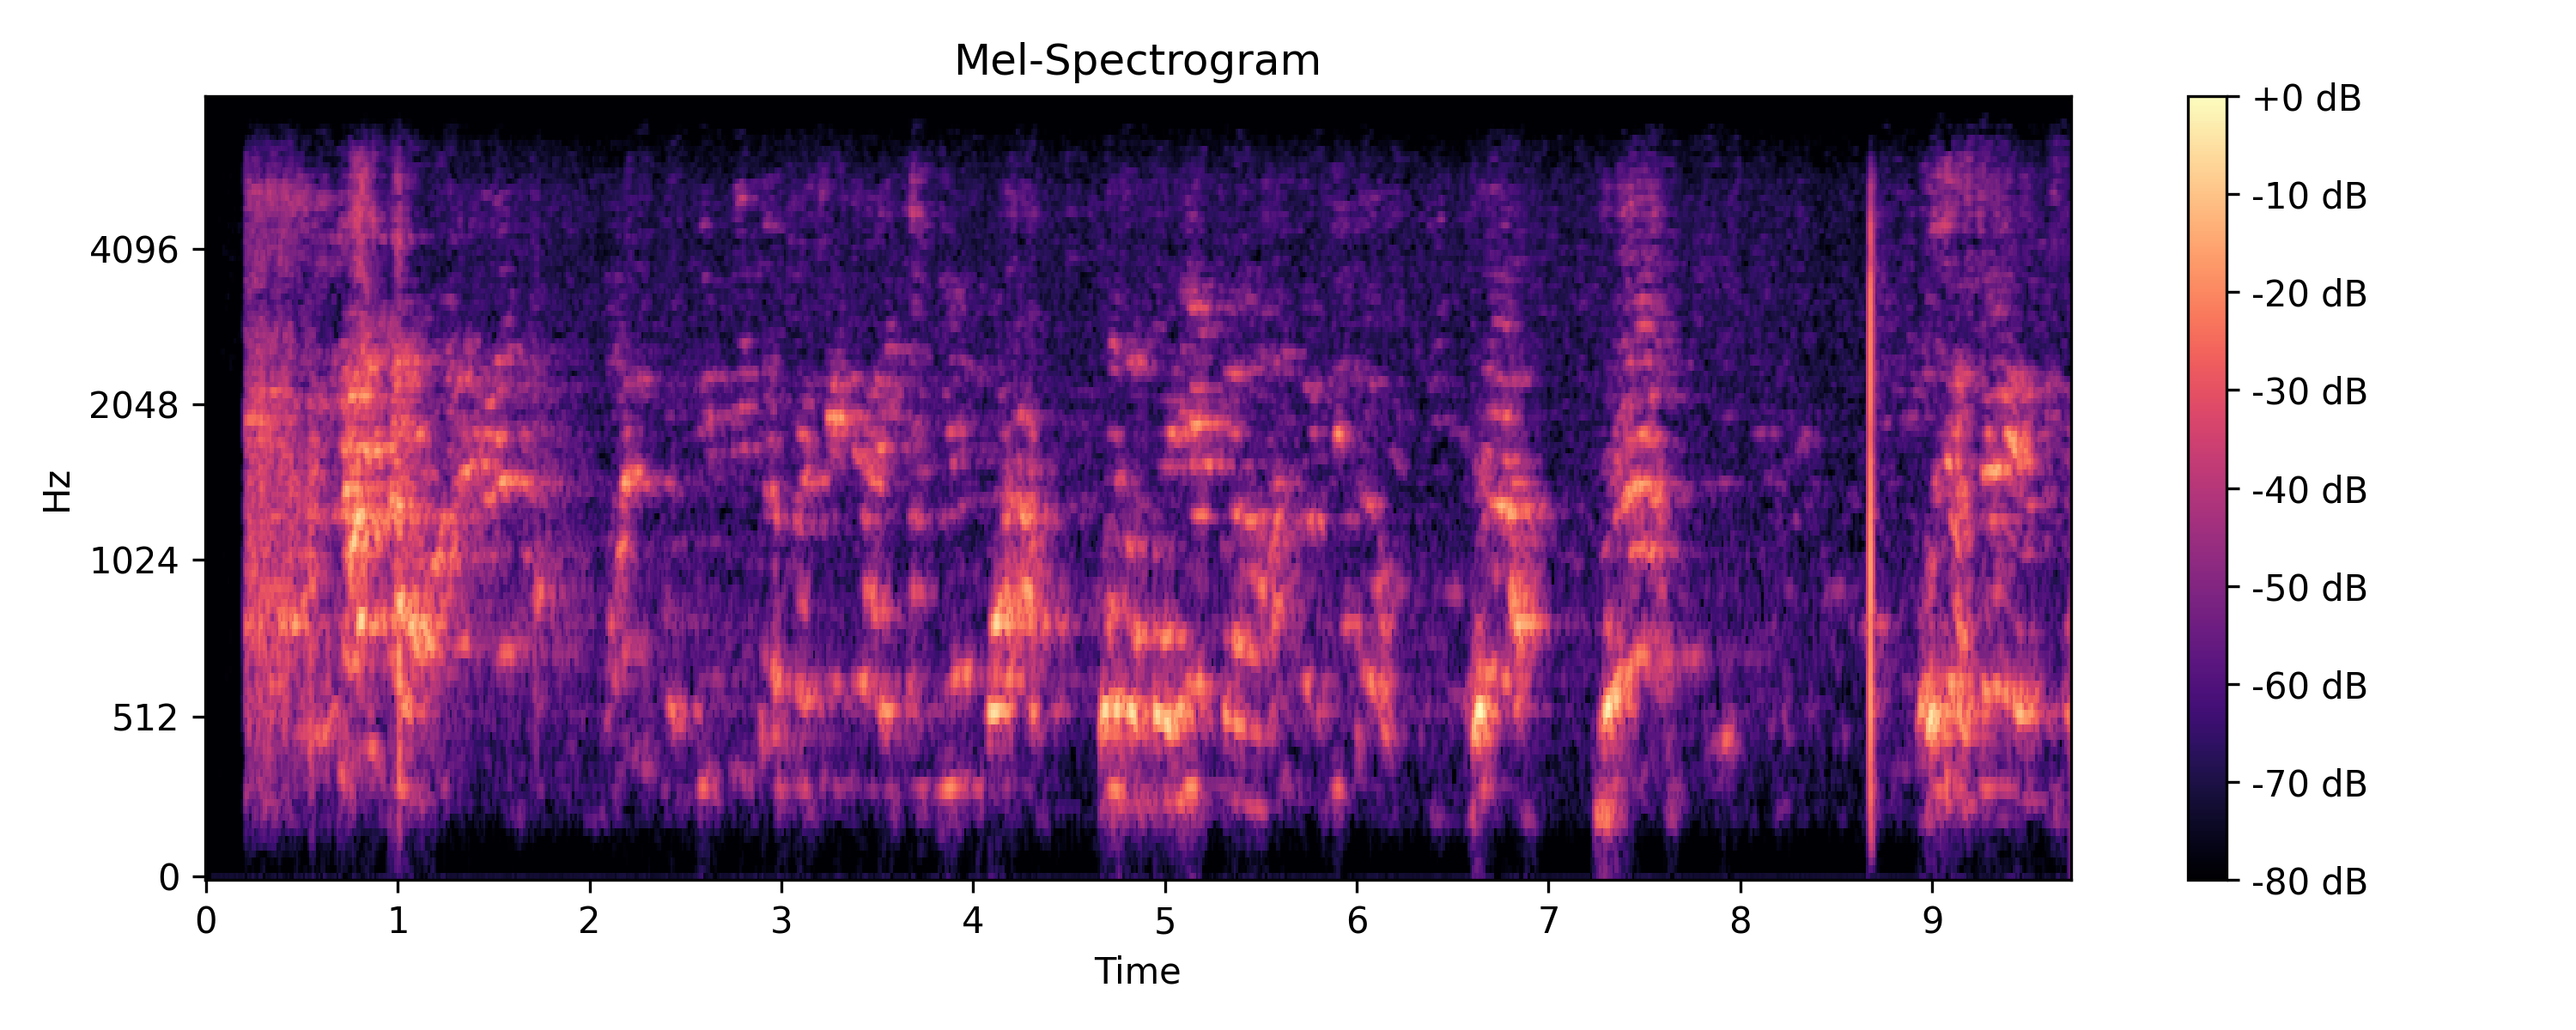 Mel-Spectrogram
+0 dB
-10 dB
-20 dB
-30 dB
-40 dB
-50 dB
-60 dB
-70 dB
-80 dB
4096
2048
1024
512
0
Hz
0 1 2 3 4 5 6 7 8 9
Time